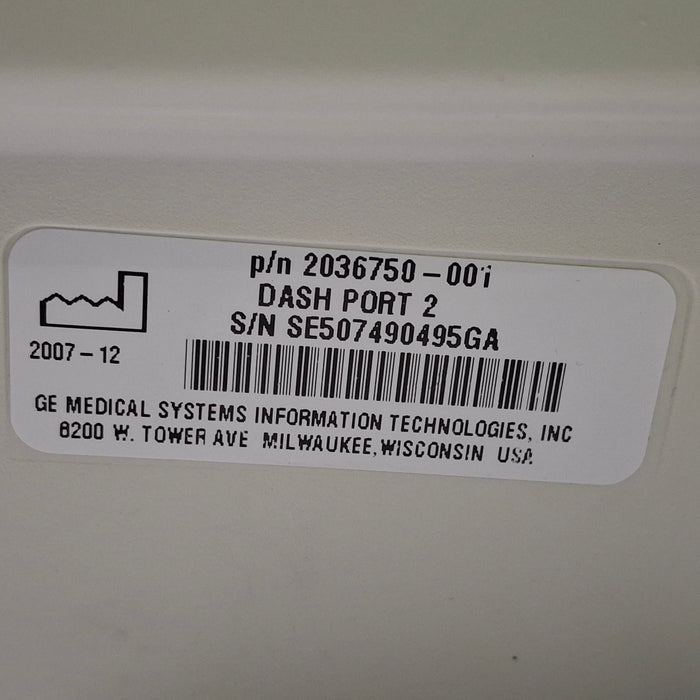 p/n 2036750-001
DASH PORT 2
S/N SE507490495GA
2007-12
GE MEDICAL SYSTEMS INFORMATION TECHNOLOGIES, INC
8200 W. TOWER AVE MILWAUKEE, WISCONSIN USA